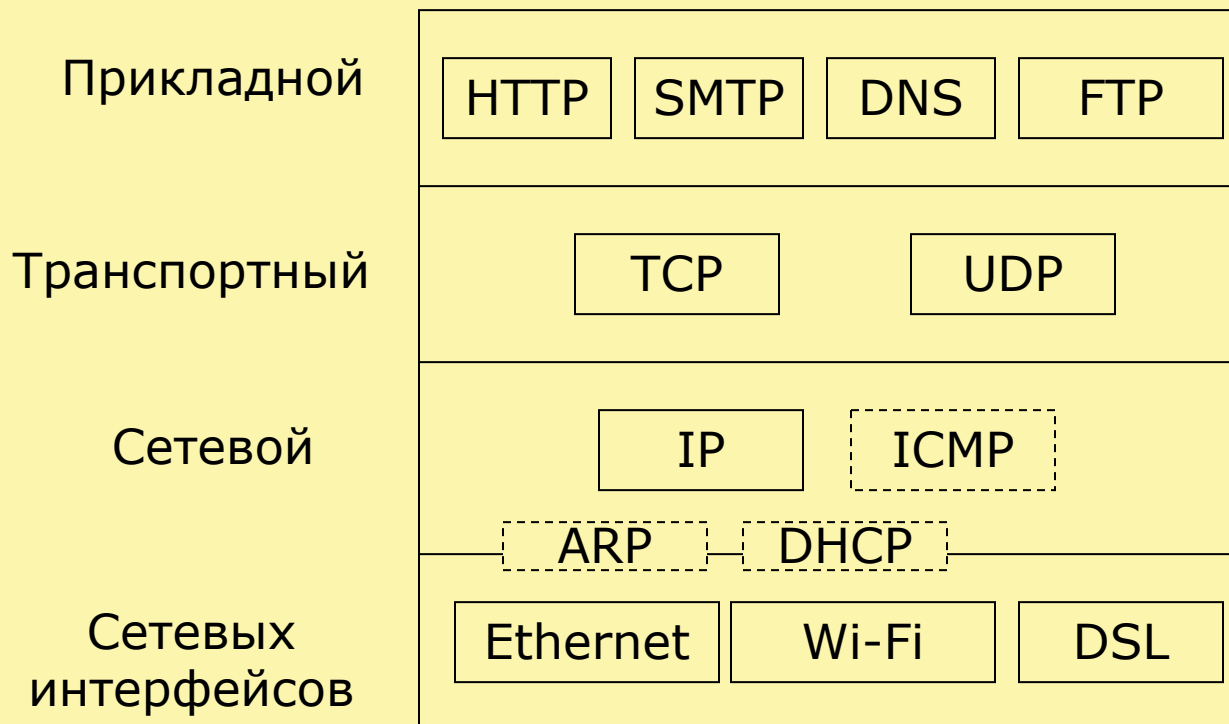 Прикладной
HTTP SMTP DNS FTP
Транспортный
TCP UDP
Сетевой
IP ICMP
ARP DHCP
Сетевых
интерфейсов
Ethernet Wi-Fi DSL